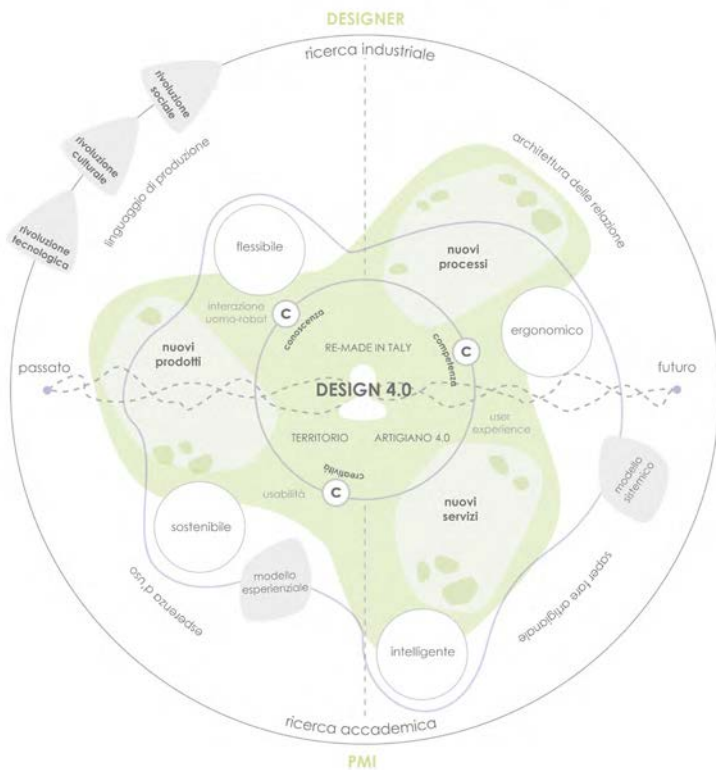 DESIGNER
ricerca industriale
rivoluzione
sociale
rivoluzione
culturale
rivoluzione
tecnologica
linguaggio di produzione
architettura delle relazione
flessibile
nuovi
processi
interazione
uomo-robot
C
conoscenza
nuovi
prodotti
RE-MADE IN TALY
C
competenza
ergonomico
passato
DESIGN 4.0
futuro
user
experience
TERRITORIO
ARTIGIANO 4.0
creatività
C
usabilità
nuovi
servizi
modello
sistemico
sostenibile
modello
esperienziale
esperenza d'uso
saper fare artigianale
intelligente
ricerca accademica
PMI